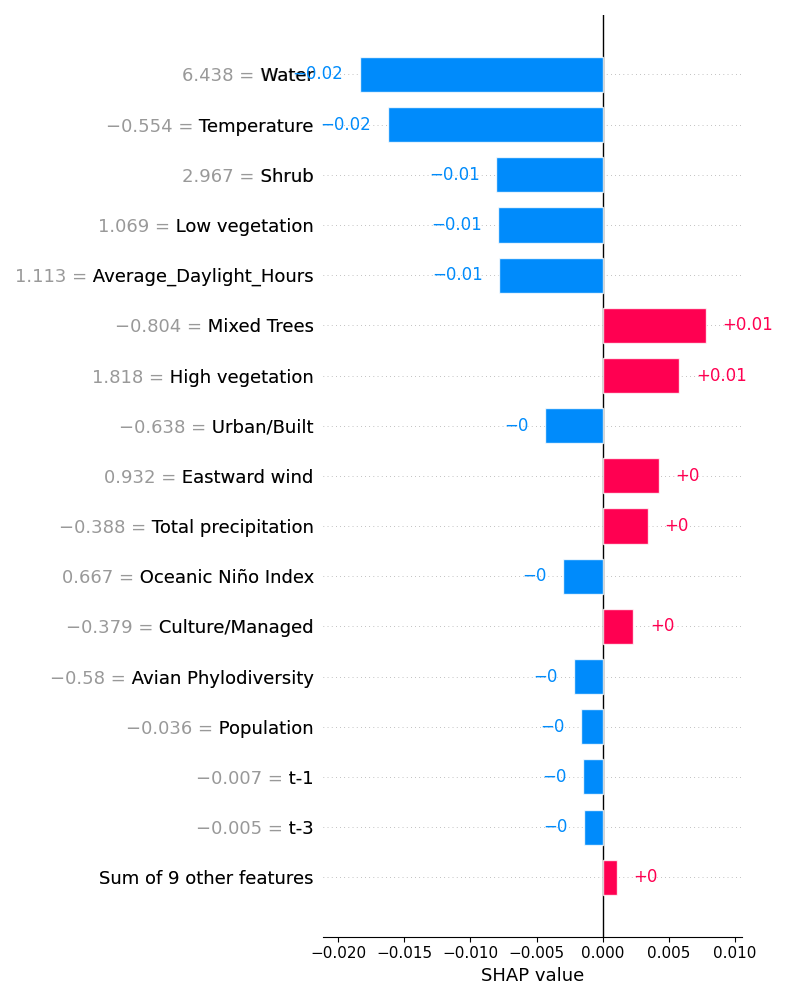 6.438 = Water −0.02
−0.554 = Temperature −0.02
2.967 = Shrub −0.01
1.069 = Low vegetation −0.01
1.113 = Average_Daylight_Hours −0.01
−0.804 = Mixed Trees +0.01
1.818 = High vegetation +0.01
−0.638 = Urban/Built −0
0.932 = Eastward wind +0
−0.388 = Total precipitation +0
0.667 = Oceanic Niño Index −0
−0.379 = Culture/Managed +0
−0.58 = Avian Phylodiversity −0
−0.036 = Population −0
−0.007 = t-1 −0
−0.005 = t-3 −0
Sum of 9 other features +0
−0.020 −0.015 −0.010 −0.005 0.000 0.005 0.010
SHAP value